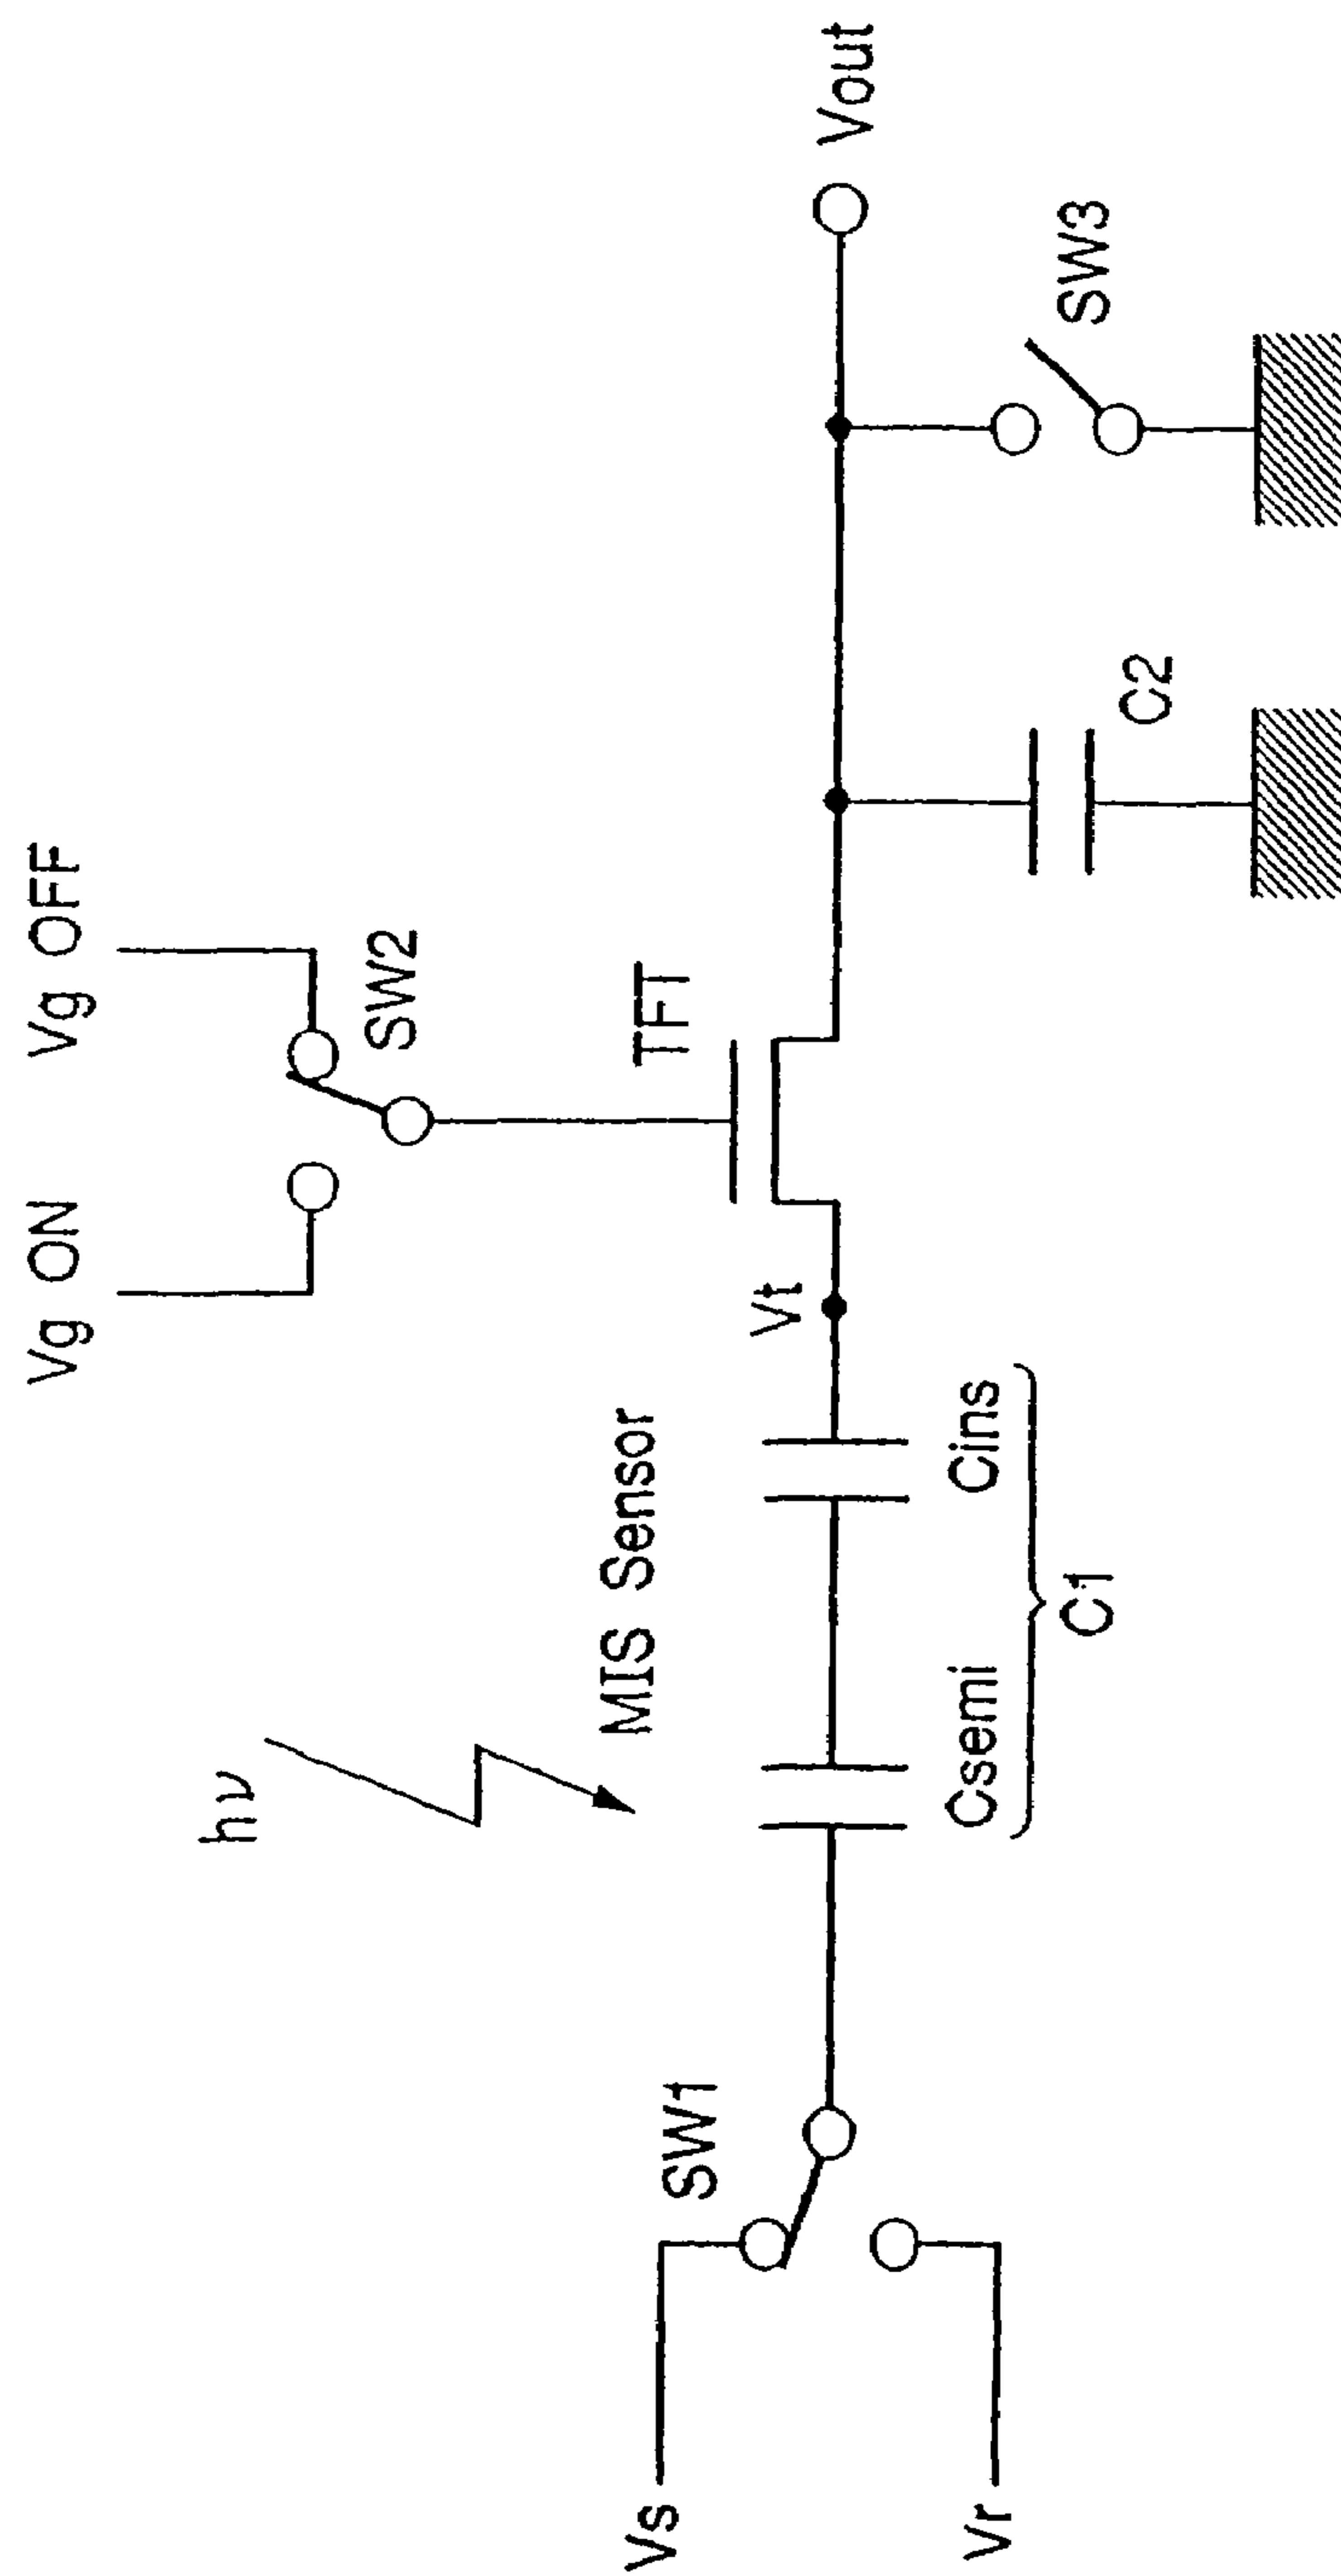 Vg ON
Vg OFF
SW2
hν
MIS Sensor
TFT
Vt
Vout
SW1
Vs
Vr
Csemi
Cins
C1
C2
SW3